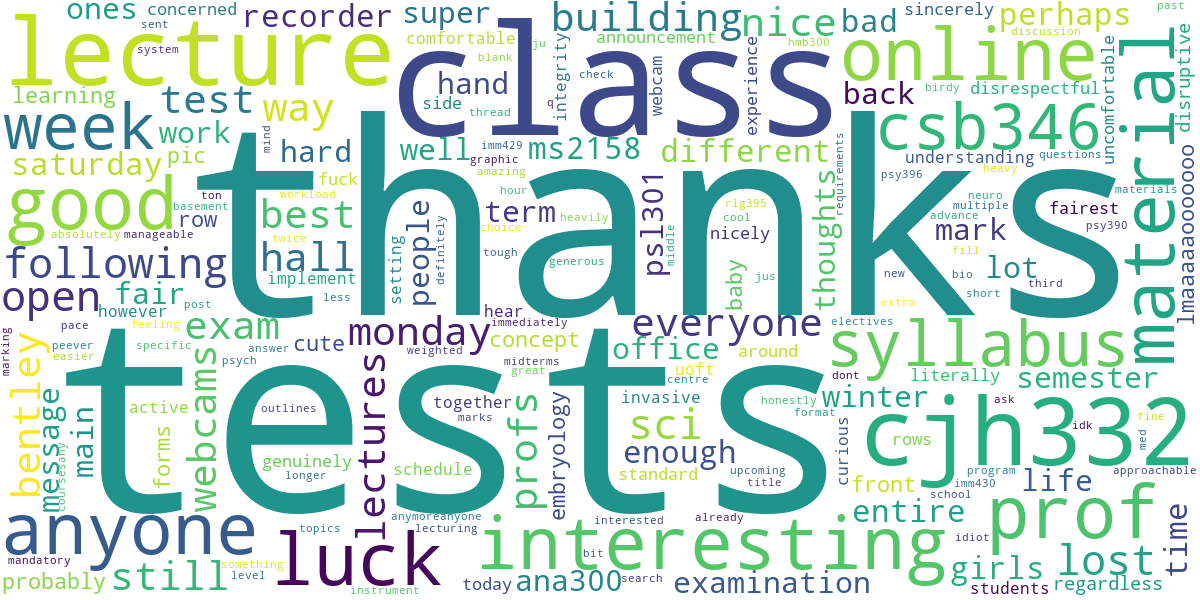 thanks
tests
class
lecture
online
csb346
cjh332
material
syllabus
interesting
prof
good
week
anyone
luck
still
following
open
monday
everyone
lectures
building
recorder
super
nice
bad
perhaps
sincerely
past
discussion
ones
concerned
sent
system
comfortable
announcement
hmb300
ju
blank
check
integrity
webcam
experience
disrespectful
birdy
back
uncomfortable
disruptive
learning
test
way
hand
side
thread
q
work
pic
saturday
hard
mind
well
imm429
graphic
amazing
ms2158
different
understanding
questions
psy396
heavy
requirements
fuck
workload
ton
basement
row
best
term
hour
heavily
choice
psl301
rlg395
cool
nicely
middle
thoughts
neuro
multiple
advance
materials
fairest
psy390
mark
fill
absolutely
manageable
twice
hall
implement
setting
people
definitely
tough
generous
baby
jus
new
bio
lot
short
third
extra
lmaaaaaooooooo
fair
post
however
less
hear
immediately
exam
concept
office
around
electives
pace
feeling
peever
easier
specific
answer
psych
cute
weighted
midterms
great
uoft
centre
dont
literally
semester
marking
bentley
message
main
coursesany
active
forms
webcams
outlines
together
marks
invasive
honestly
format
winter
ask
idk
fine
med
genuinely
longer
schedule
profs
embryology
sci
enough
standard
upcoming
title
curious
rows
front
program
imm430
school
life
approachable
entire
idiot
time
mandatory
probably
something
level
topics
instrument
anymoreanyone
lecturing
interested
already
bit
search
today
ana300
examination
girls
lost
students
regardless